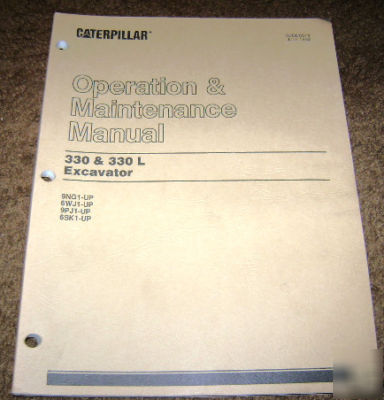 CATERPILLAR®
Operation &
Maintenance
Manual
330 & 330 L
Excavator
9NG1-UP
6WJ1-UP
9PJ1-UP
6SK1-UP